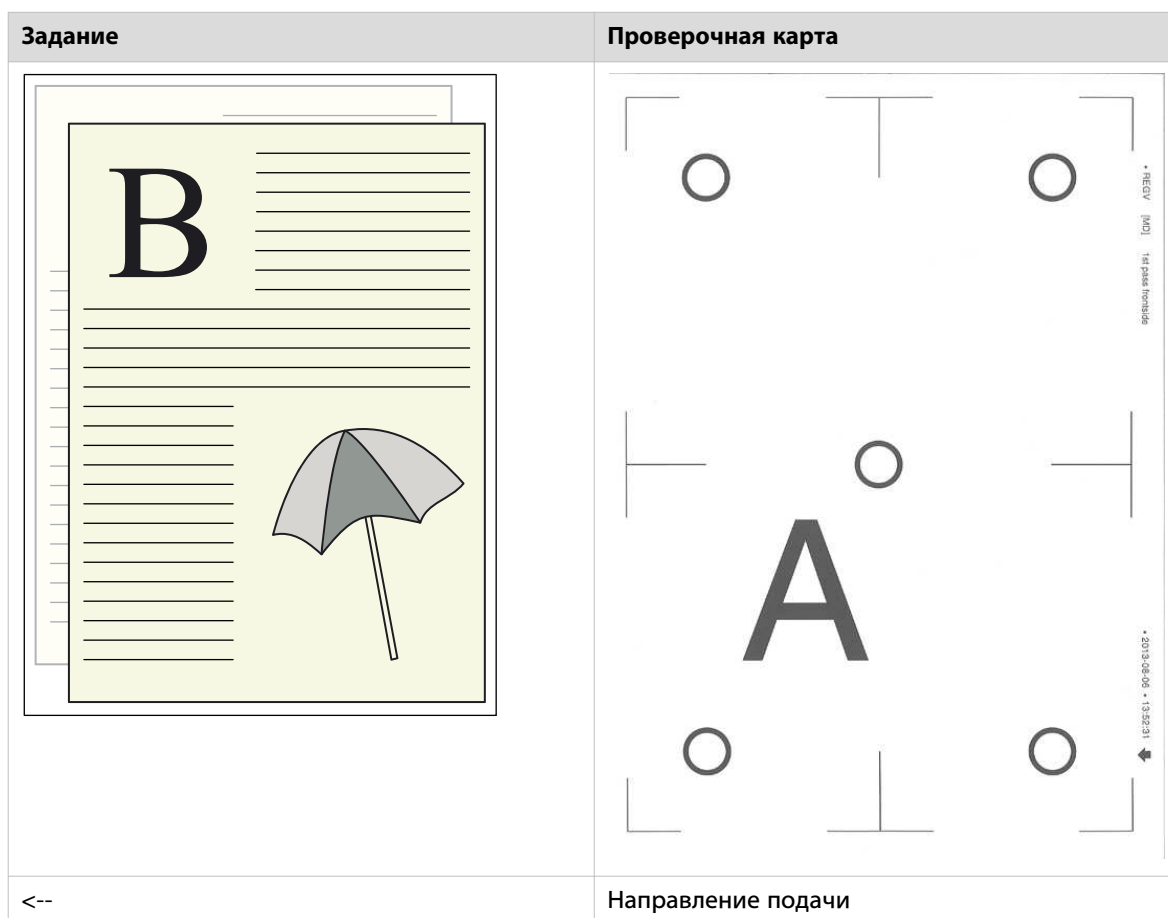 Задание
Проверочная карта
B
• REGV [MD] 1st pass frontside
A
• 2013-08-06 • 13:52:31
<--
Направление подачи